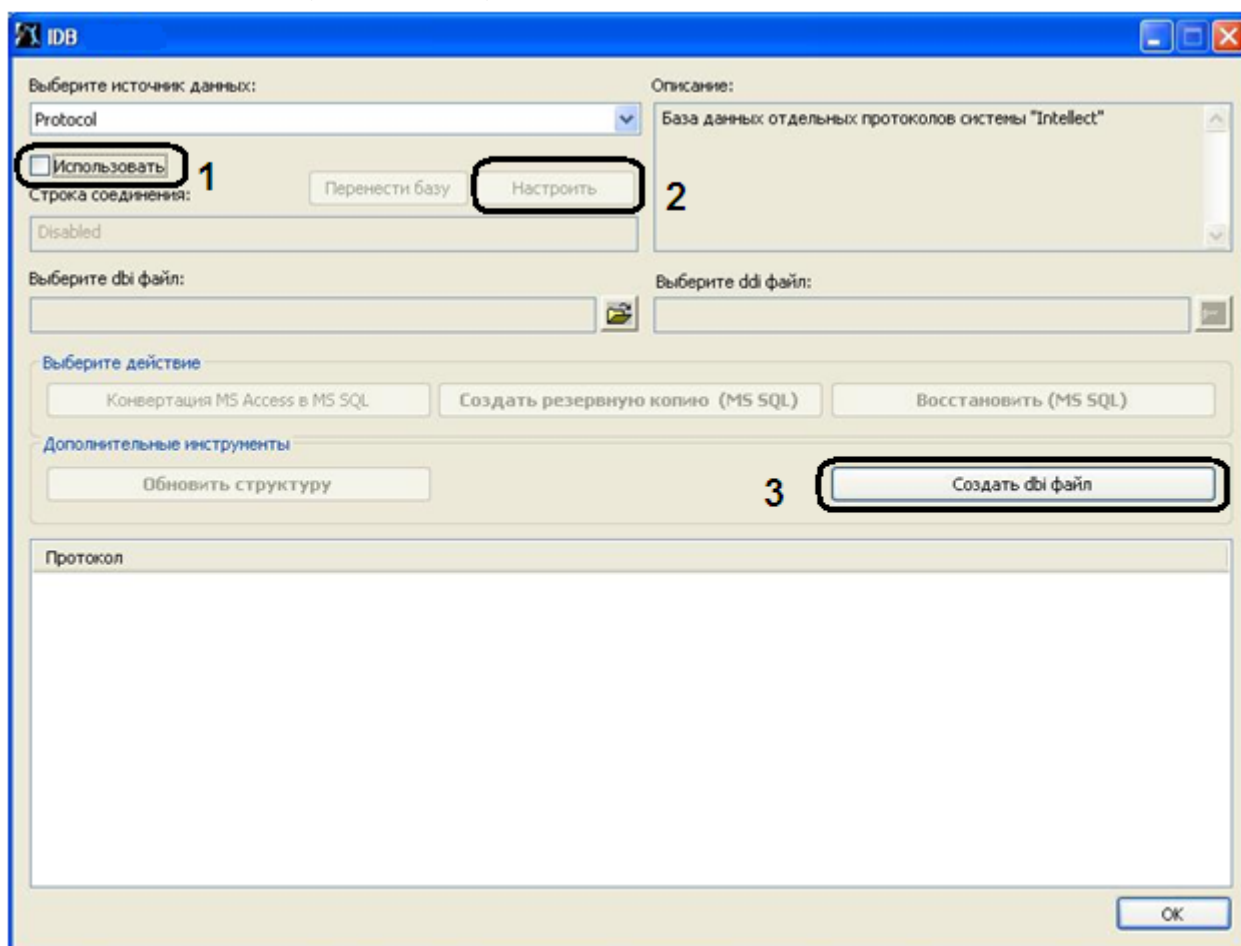 IDB
Выберите источник данных:
Описание:
Protocol
База данных отдельных протоколов системы "Intellect"
Использовать
1
Перенести базу
Настроить
2
Строка соединения:
Disabled
Выберите dbi файл:
Выберите ddi файл:
Выберите действие
Конвертация MS Access в MS SQL
Создать резервную копию (MS SQL)
Восстановить (MS SQL)
Дополнительные инструменты
Обновить структуру
3
Создать dbi файл
Протокол
OK